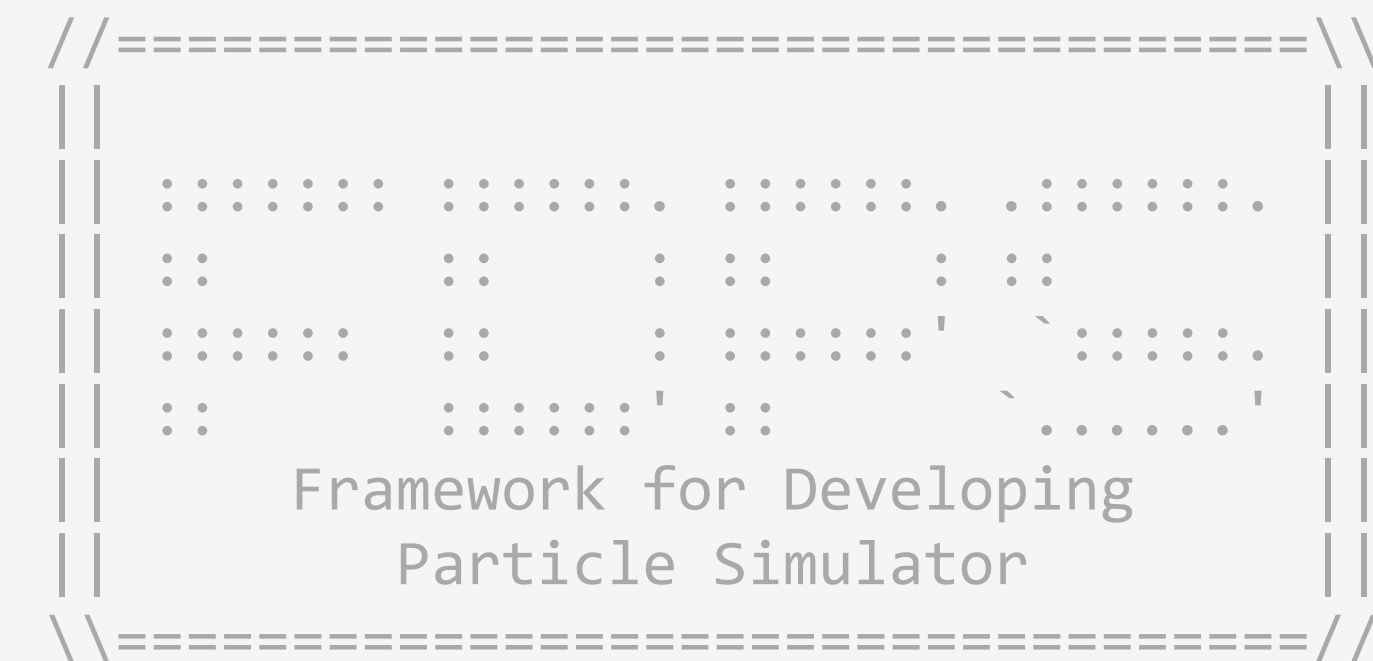 //==================================\\
||                                  ||
|| ::::::: ::::::. ::::::. .::::::. ||
|| ::      ::    : ::    : ::       ||
|| ::::::  ::    : ::::::'  `:::::. ||
|| ::      ::::::' ::      `......' ||
||     Framework for Developing     ||
||        Particle Simulator        ||
\\==================================//